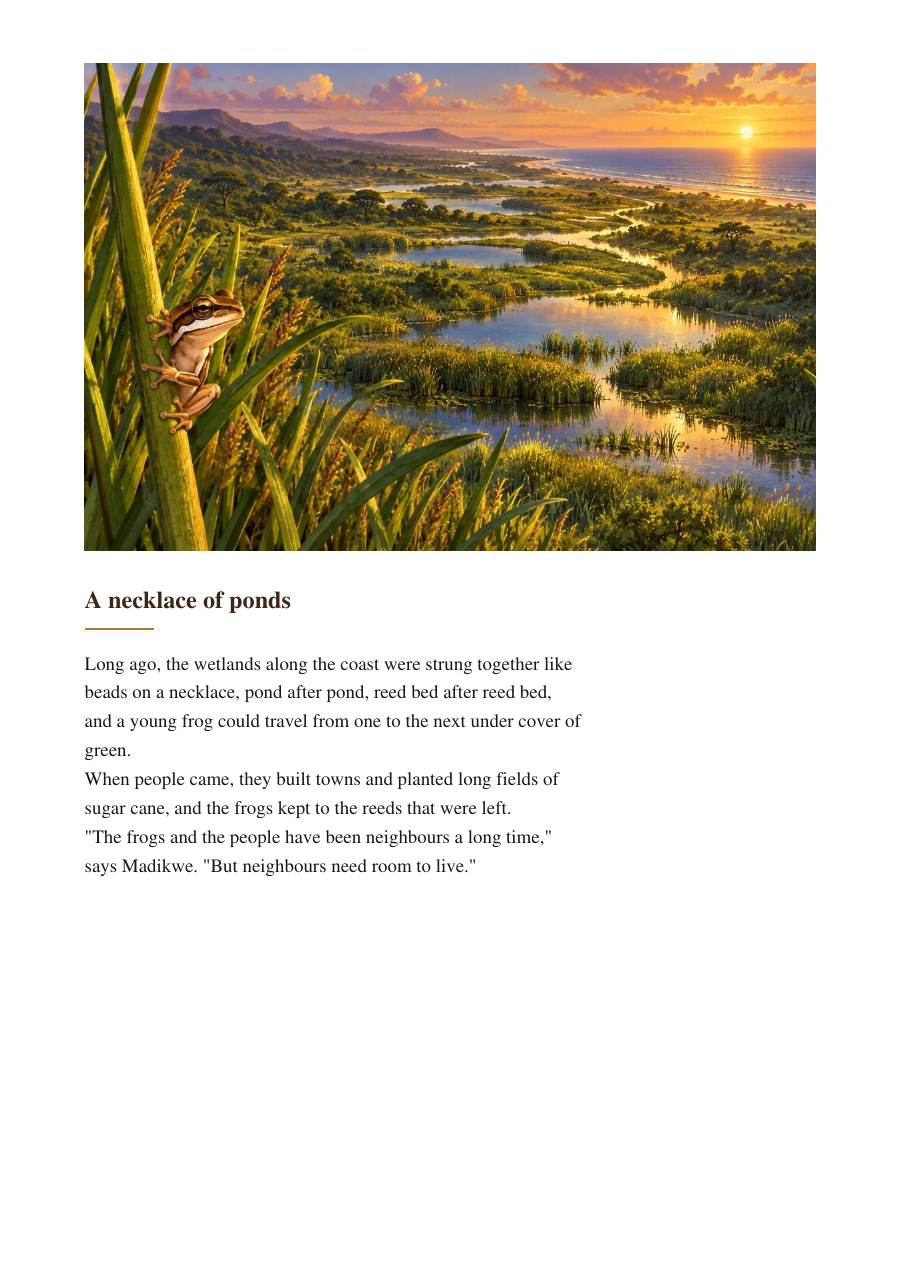 A necklace of ponds
Long ago, the wetlands along the coast were strung together like
beads on a necklace, pond after pond, reed bed after reed bed,
and a young frog could travel from one to the next under cover of
green.
When people came, they built towns and planted long fields of
sugar cane, and the frogs kept to the reeds that were left.
"The frogs and the people have been neighbours a long time,"
says Madikwe. "But neighbours need room to live."